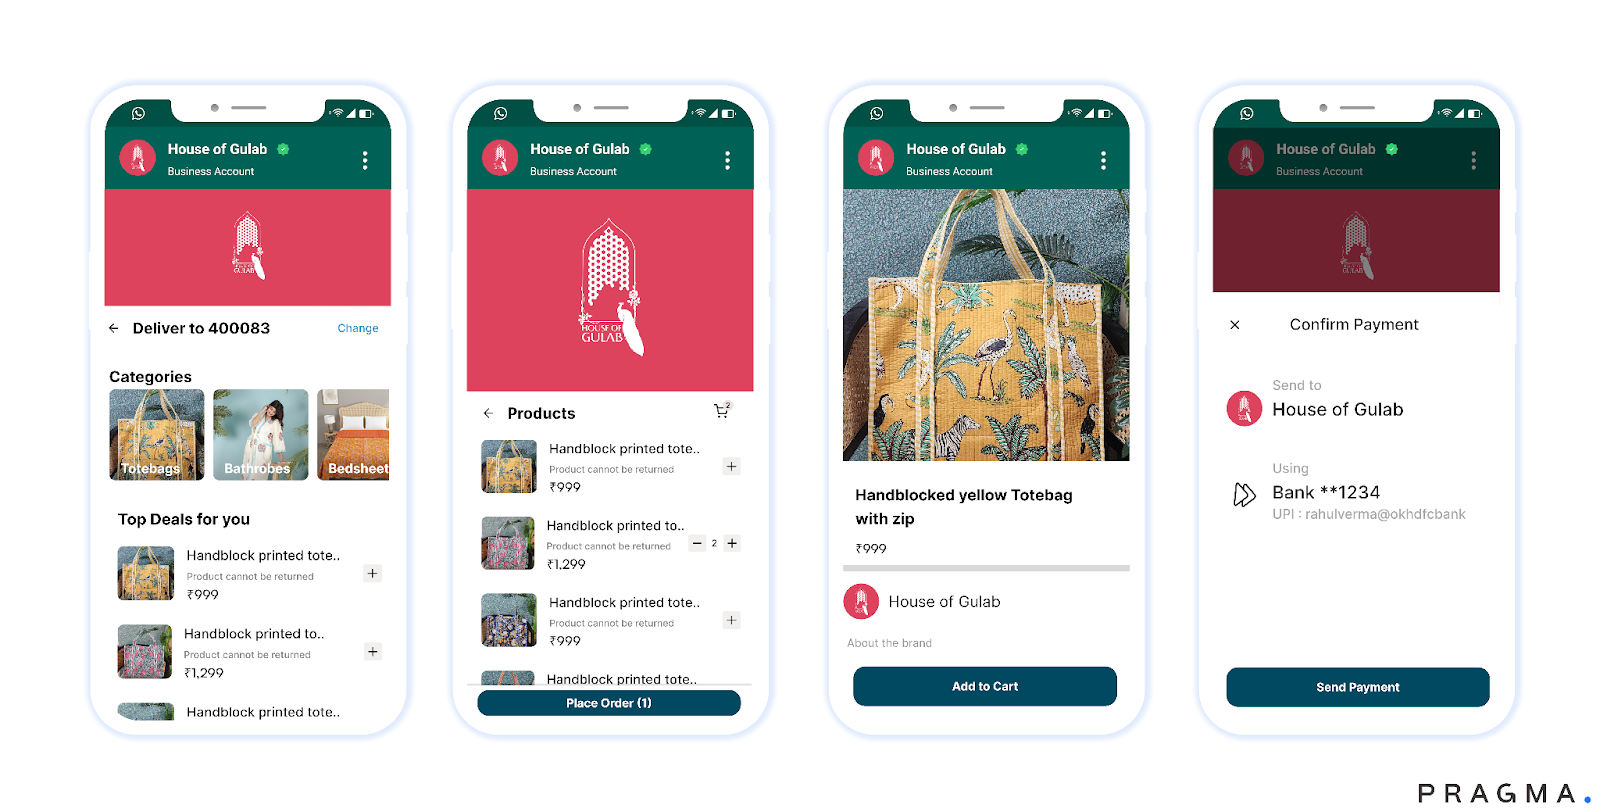 House of Gulab
Business Account
HOUSE OF
GULAB
Deliver to 400083
Change
Categories
Totebags
Bathrobes
Bedsheet
Top Deals for you
Handblock printed tote..
Product cannot be returned
₹999
Handblock printed to..
Product cannot be returned
₹1,299
Handblock printed tote..
House of Gulab
Business Account
HOUSE OF
GULAB
Products
2
Handblock printed tote..
Product cannot be returned
₹999
Handblock printed to..
Product cannot be returned
2
₹1,299
Handblock printed tote..
Product cannot be returned
₹999
Handblock printed tote..
Place Order (1)
House of Gulab
Business Account
Handblocked yellow Totebag
with zip
₹999
House of Gulab
About the brand
Add to Cart
House of Gulab
Business Account
HOUSE OF
GULAB
Confirm Payment
Send to
House of Gulab
Using
Bank **1234
UPI : rahulverma@okhdfcbank
Send Payment
PRAGMA.